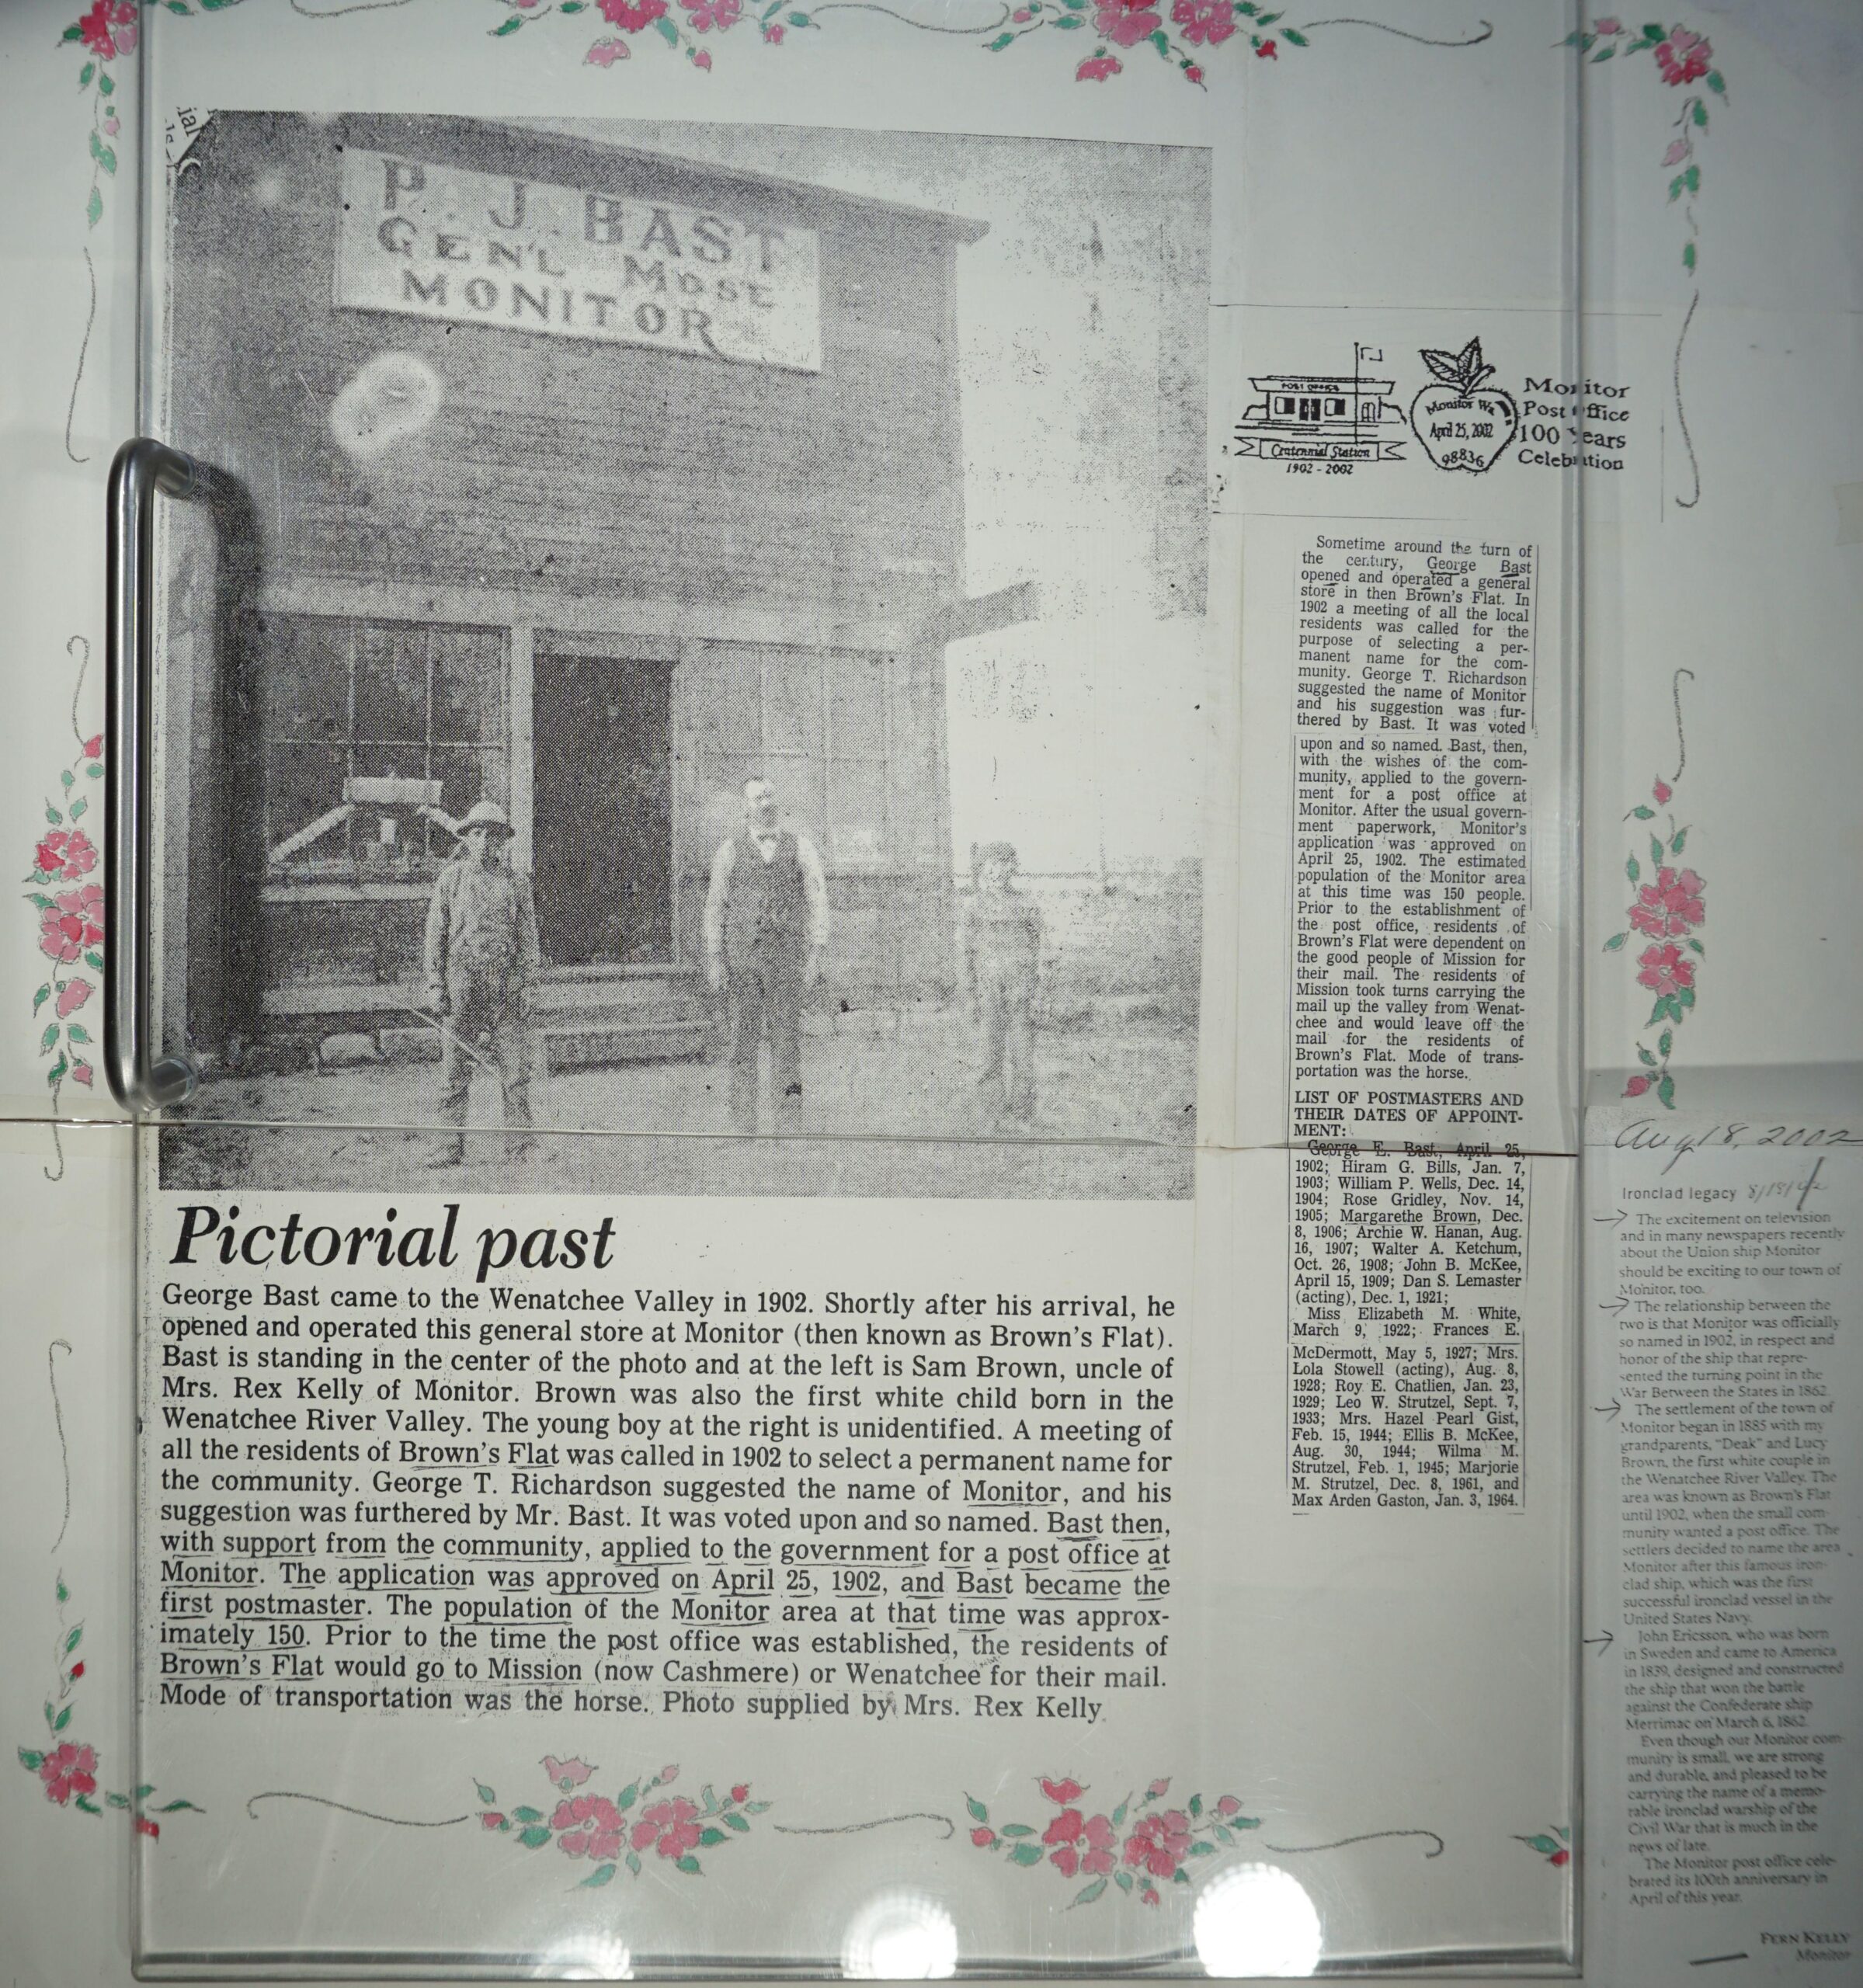 P. J. BAST
GEN'L MDSE
MONITOR
POST OFFICE
Centennial Station
1902 - 2002
Monitor Wa
April 25, 2002
98836
Monitor
Post Office
100 Years
Celebration
Sometime around the turn of
the century, George Bast
opened and operated a general
store in then Brown's Flat. In
1902 a meeting of all the local
residents was called for the
purpose of selecting a per-
manent name for the com-
munity. George T. Richardson
suggested the name of Monitor
and his suggestion was fur-
thered by Bast. It was voted
upon and so named. Bast, then,
with the wishes of the com-
munity, applied to the govern-
ment for a post office at
Monitor. After the usual govern-
ment paperwork, Monitor's
application was approved on
April 25, 1902. The estimated
population of the Monitor area
at this time was 150 people.
Prior to the establishment of
the post office, residents of
Brown's Flat were dependent on
the good people of Mission for
their mail. The residents of
Mission took turns carrying the
mail up the valley from Wenat-
chee and would leave off the
mail for the residents of
Brown's Flat. Mode of trans-
portation was the horse.
LIST OF POSTMASTERS AND
THEIR DATES OF APPOINT-
MENT:
George E. Bast, April 25,
1902; Hiram G. Bills, Jan. 7,
1903; William P. Wells, Dec. 14,
1904; Rose Gridley, Nov. 14,
1905; Margarethe Brown, Dec.
8, 1906; Archie W. Hanan, Aug.
16, 1907; Walter A. Ketchum,
Oct. 26, 1908; John B. McKee,
April 15, 1909; Dan S. Lemaster
(acting), Dec. 1, 1921;
Miss Elizabeth M. White,
March 9, 1922; Frances E.
McDermott, May 5, 1927; Mrs.
Lola Stowell (acting), Aug. 8,
1928; Roy E. Chatlien, Jan. 23,
1929; Leo W. Strutzel, Sept. 7,
1933; Mrs. Hazel Pearl Gist,
Feb. 15, 1944; Ellis B. McKee,
Aug. 30, 1944; Wilma M.
Strutzel, Feb. 1, 1945; Marjorie
M. Strutzel, Dec. 8, 1961, and
Max Arden Gaston, Jan. 3, 1964.
Pictorial past
George Bast came to the Wenatchee Valley in 1902. Shortly after his arrival, he
opened and operated this general store at Monitor (then known as Brown's Flat).
Bast is standing in the center of the photo and at the left is Sam Brown, uncle of
Mrs. Rex Kelly of Monitor. Brown was also the first white child born in the
Wenatchee River Valley. The young boy at the right is unidentified. A meeting of
all the residents of Brown's Flat was called in 1902 to select a permanent name for
the community. George T. Richardson suggested the name of Monitor, and his
suggestion was furthered by Mr. Bast. It was voted upon and so named. Bast then,
with support from the community, applied to the government for a post office at
Monitor. The application was approved on April 25, 1902, and Bast became the
first postmaster. The population of the Monitor area at that time was approx-
imately 150. Prior to the time the post office was established, the residents of
Brown's Flat would go to Mission (now Cashmere) or Wenatchee for their mail.
Mode of transportation was the horse. Photo supplied by Mrs. Rex Kelly
Aug 18, 2002
Ironclad legacy
The excitement on television
and in many newspapers recently
about the Union ship Monitor
should be exciting to our town of
Monitor, too.
The relationship between the
two is that Monitor was officially
so named in 1902, in respect and
honor of the ship that repre-
sented the turning point in the
War Between the States in 1862.
The settlement of the town of
Monitor began in 1885 with my
grandparents, "Deak" and Lucy
Brown, the first white couple in
the Wenatchee River Valley. The
area was known as Brown's Flat
until 1902, when the small com-
munity wanted a post office. The
settlers decided to name the area
Monitor after this famous iron-
clad ship, which was the first
successful ironclad vessel in the
United States Navy.
John Ericsson, who was born
in Sweden and came to America
in 1839, designed and constructed
the ship that won the battle
against the Confederate ship
Merrimac on March 6, 1862.
Even though our Monitor com-
munity is small, we are strong
and durable, and pleased to be
carrying the name of a memo-
rable ironclad warship of the
Civil War that is much in the
news of late.
The Monitor post office cele-
brated its 100th anniversary in
April of this year.
FERN KELLY
Monitor